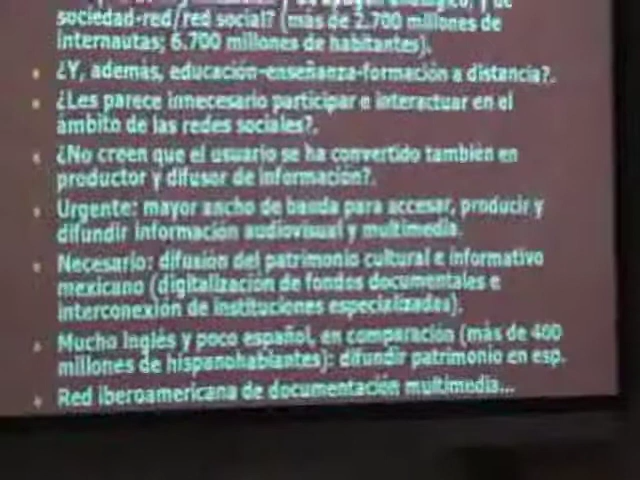 sociedad-red/red social? (más de 2.700 millones de
internautas; 6.700 millones de habitantes).
• ¿Y, además, educación-enseñanza-formación a distancia?.
• ¿Les parece innecesario participar e interactuar en el
ámbito de las redes sociales?.
• ¿No creen que el usuario se ha convertido también en
productor y difusor de información?.
• Urgente: mayor ancho de banda para accesar, producir y
difundir información audiovisual y multimedia.
• Necesario: difusión del patrimonio cultural e informativo
mexicano (digitalización de fondos documentales e
interconexión de instituciones especializadas).
• Mucho inglés y poco español, en comparación (más de 400
millones de hispanohablantes): difundir patrimonio en esp.
• Red iberoamericana de documentación multimedia...